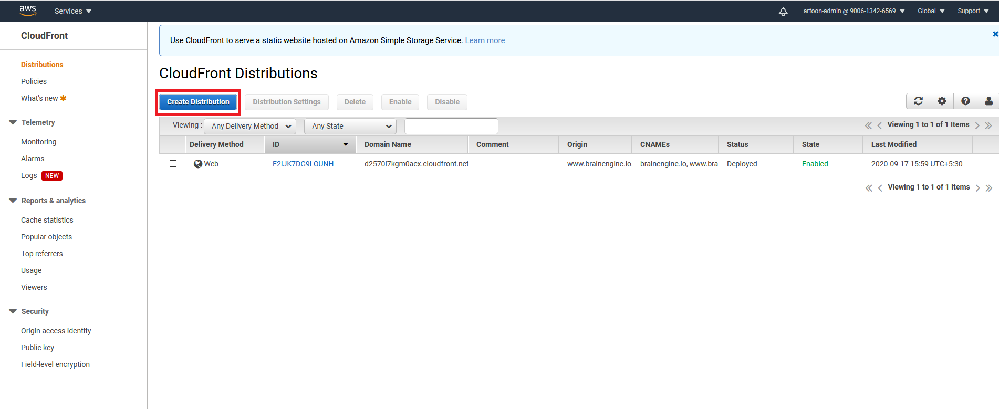 aws Services artoon-admin @ 9006-1342-6569 Global Support
CloudFront
Distributions
Policies
What's new
Telemetry
Monitoring
Alarms
Logs NEW
Reports & analytics
Cache statistics
Popular objects
Top referrers
Usage
Viewers
Security
Origin access identity
Public key
Field-level encryption
Use CloudFront to serve a static website hosted on Amazon Simple Storage Service. Learn more
CloudFront Distributions
Create Distribution Distribution Settings Delete Enable Disable
Viewing : Any Delivery Method Any State Viewing 1 to 1 of 1 Items
Delivery Method ID Domain Name Comment Origin CNAMEs Status State Last Modified
Web E2IJK7DG9LOUNH d2570i7kgm0acx.cloudfront.net - www.brainengine.io brainengine.io, www.bra Deployed Enabled 2020-09-17 15:59 UTC+5:30
Viewing 1 to 1 of 1 Items